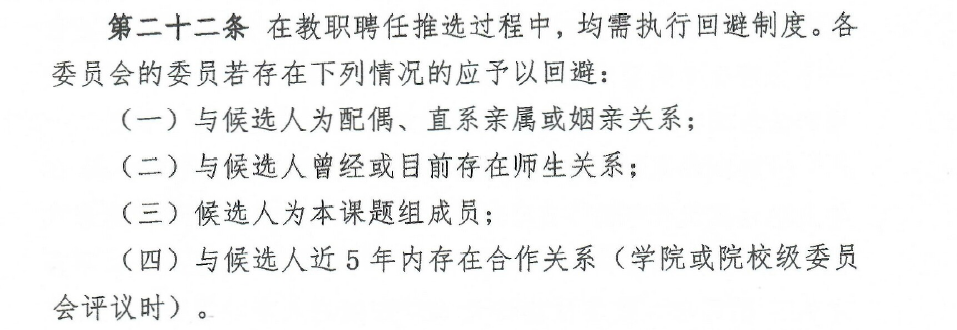 第二十二条 在教职聘任推选过程中，均需执行回避制度。各
委员会的委员若存在下列情况的应予以回避：
（一）与候选人为配偶、直系亲属或姻亲关系；
（二）与候选人曾经或目前存在师生关系；
（三）候选人为本课题组成员；
（四）与候选人近 5 年内存在合作关系（学院或院校级委员
会评议时）。